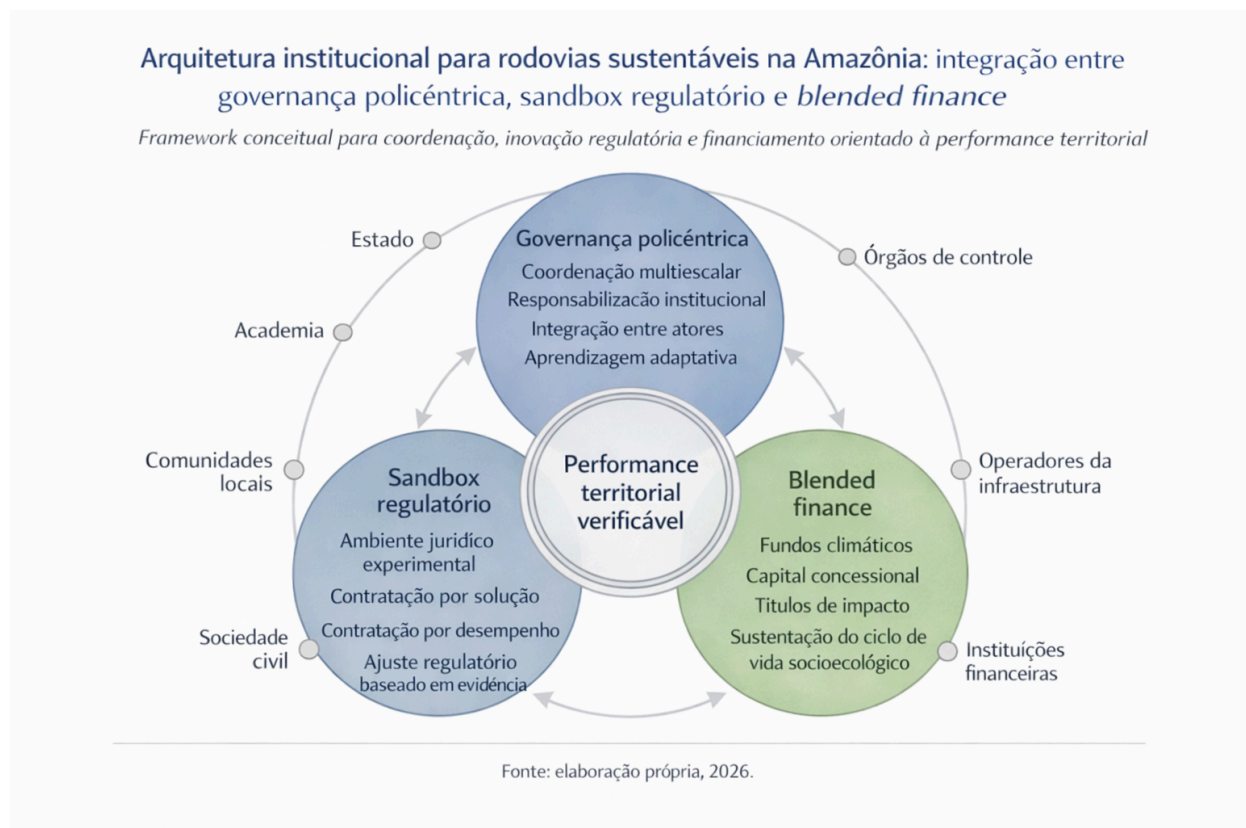 Arquitetura institucional para rodovias sustentáveis na Amazônia: integração entre
governança policéntrica, sandbox regulatório e blended finance
Framework conceitual para coordenação, inovação regulatória e financiamento orientado à performance territorial
Estado
Academia
Comunidades
locais
Sociedade
civil
Governança policéntrica
Coordenação multiescalar
Responsabilizacão institucional
Integração entre atores
Aprendizagem adaptativa
Performance
territorial
verificável
Sandbox
regulatório
Ambiente jurídico
experimental
Contratação por solução
Contratação por desempenho
Ajuste regulatório
baseado em evidéncia
Blended
finance
Fundos climáticos
Capital concessional
Titulos de impacto
Sustentação do ciclo de
vida socioecológico
Órgãos de controle
Operadores da
infraestrutura
Instituíções
financeiras
Fonte: elaboração própria, 2026.